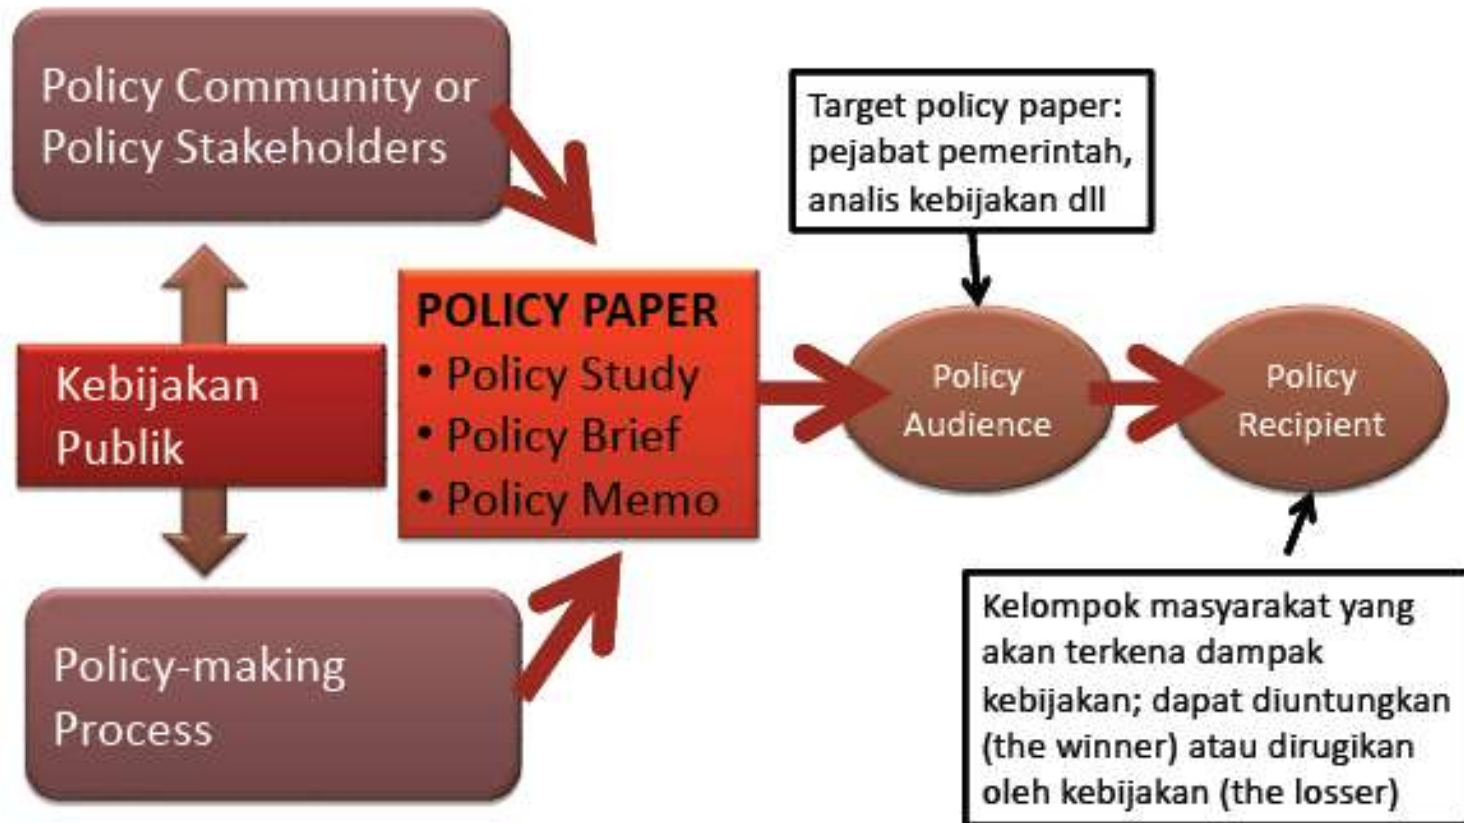 Policy Community or
Policy Stakeholders
Target policy paper:
pejabat pemerintah,
analis kebijakan dll
Kebijakan
Publik
POLICY PAPER
• Policy Study
• Policy Brief
• Policy Memo
Policy
Audience
Policy
Recipient
Policy-making
Process
Kelompok masyarakat yang
akan terkena dampak
kebijakan; dapat diuntungkan
(the winner) atau dirugikan
oleh kebijakan (the losser)